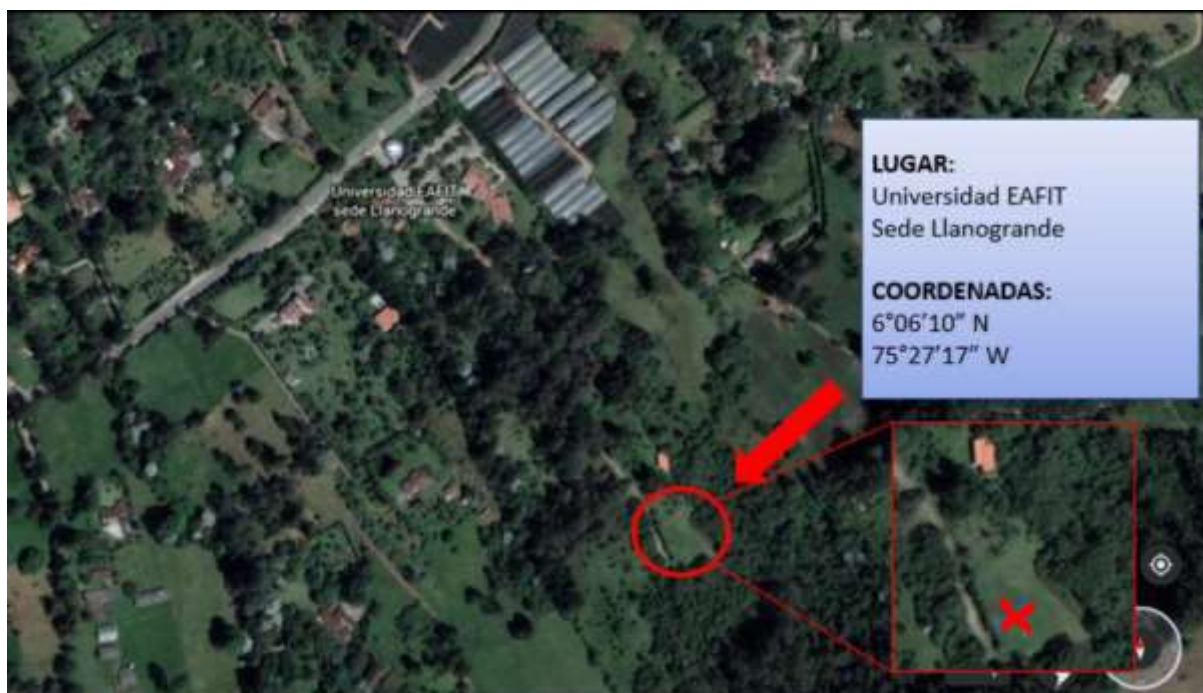 Universidad EAFIT
sede Llanogrande
LUGAR:
Universidad EAFIT
Sede Llanogrande
COORDENADAS:
6°06’10” N
75°27’17” W